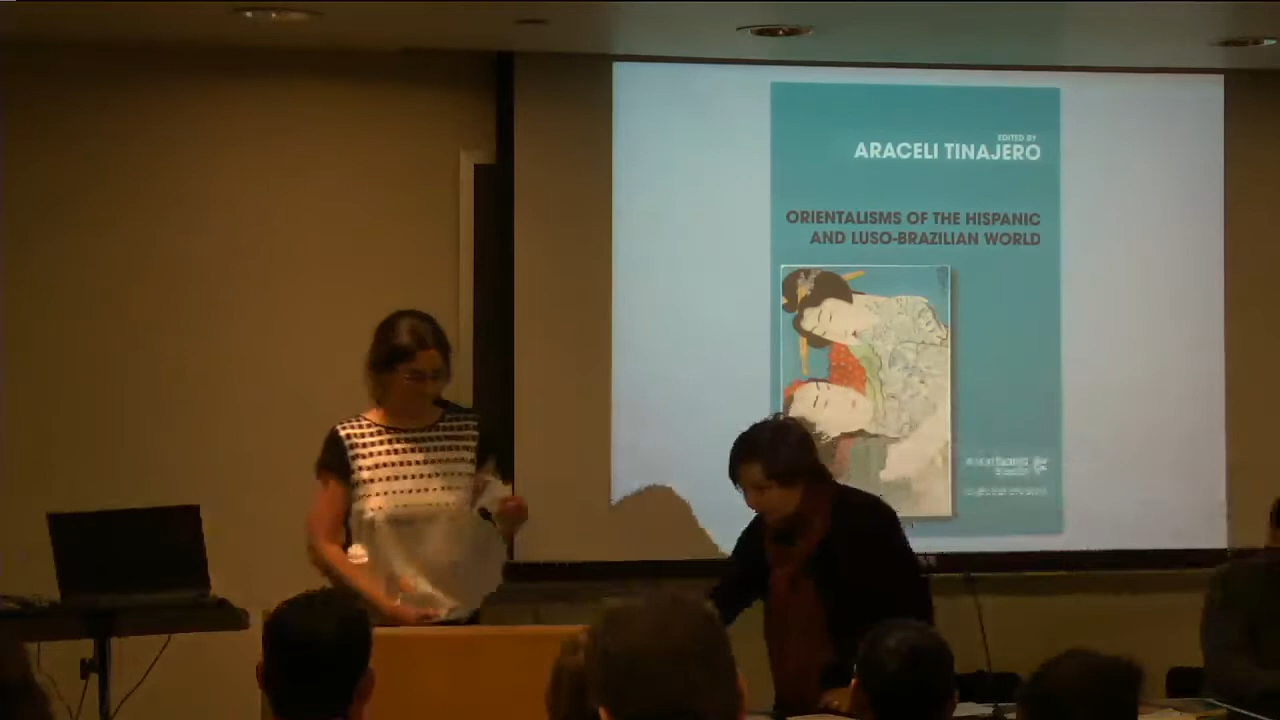 EDITED BY
ARACELI TINAJERO
ORIENTALISMS OF THE HISPANIC
AND LUSO-BRAZILIAN WORLD